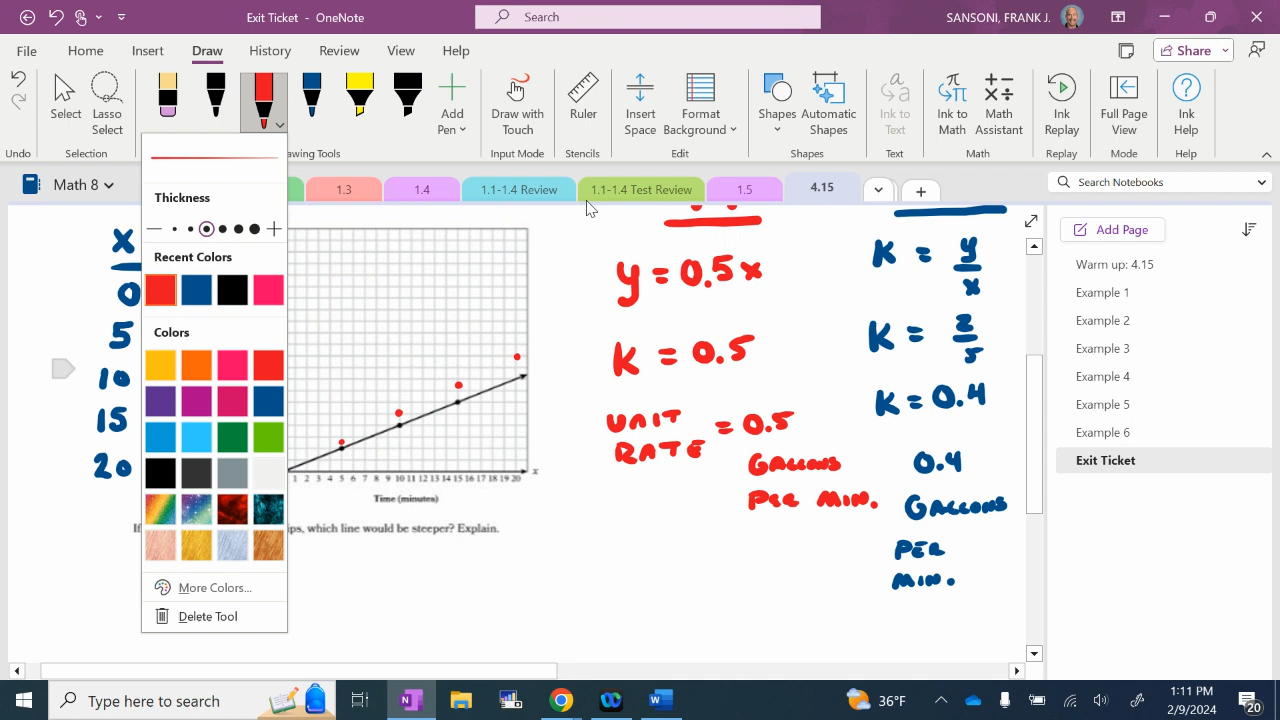 Exit Ticket - OneNote
Search
SANSONI, FRANK J.
File Home Insert Draw History Review View Help
Share
Select
Lasso Select
Add Pen
Draw with Touch
Ruler
Insert Space
Format Background
Shapes
Automatic Shapes
Ink to Text
Ink to Math
Math Assistant
Ink Replay
Full Page View
Ink Help
Undo Selection Drawing Tools Input Mode Stencils Edit Shapes Text Math Replay Mode Help
Math 8 1.3 1.4 1.1-1.4 Review 1.1-1.4 Test Review 1.5 4.15
Search Notebooks
Add Page
Warm up: 4.15
Example 1
Example 2
Example 3
Example 4
Example 5
Example 6
Exit Ticket
Thickness
Recent Colors
Colors
More Colors...
Delete Tool
x
0
5
10
15
20
1 2 3 4 5 6 7 8 9 10 11 12 13 14 15 16 17 18 19 20 x
Time (minutes)
If
ips, which line would be steeper? Explain.
y = 0.5x
K = 0.5
UNIT RATE = 0.5
GALLONS
PER MIN.
K = y/x
K = 2/5
K = 0.4
0.4
GALLONS
PER
MIN.
Type here to search
36°F
1:11 PM
2/9/2024
20